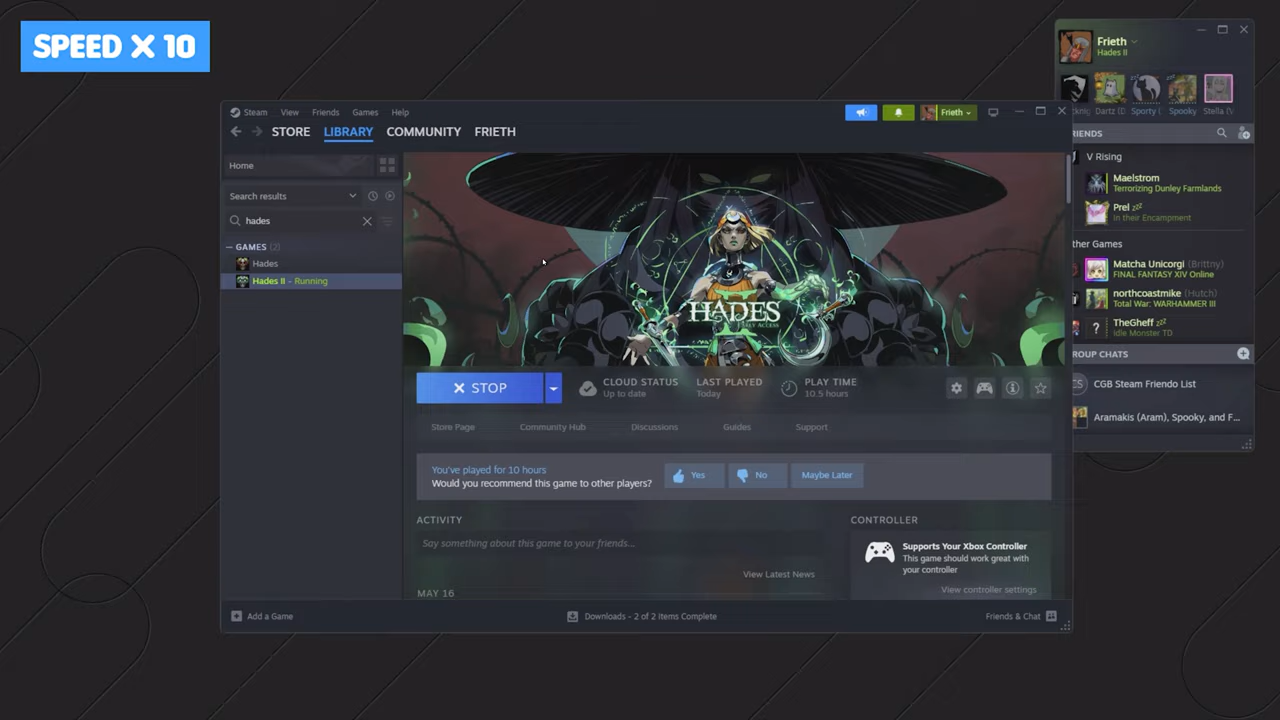 SPEED X 10
Steam View Friends Games Help
Frieth
STORE LIBRARY COMMUNITY FRIETH
Home
Search results
hades
GAMES (2)
Hades
Hades II - Running
HADES
II
EARLY ACCESS
STOP
CLOUD STATUS
Up to date
LAST PLAYED
Today
PLAY TIME
10.5 hours
Store Page Community Hub Discussions Guides Support
You've played for 10 hours
Would you recommend this game to other players?
Yes No Maybe Later
ACTIVITY
Say something about this game to your friends...
View Latest News
MAY 16
CONTROLLER
Supports Your Xbox Controller
This game should work great with
your controller
View controller settings
Add a Game
Downloads - 2 of 2 Items Complete
Friends & Chat
Frieth
Hades II
Dartz (D Sporty ( Spooky Stella (
RIENDS
V Rising
Maelstrom
Terrorizing Dunley Farmlands
Prel zzz
In their Encampment
ther Games
Matcha Unicorgi (Brittny)
FINAL FANTASY XIV Online
northcoastmike (Hutch)
Total War: WARHAMMER III
TheGheff zzz
Idle Monster TD
ROUP CHATS
CS
CGB Steam Friendo List
Aramakis (Aram), Spooky, and F...